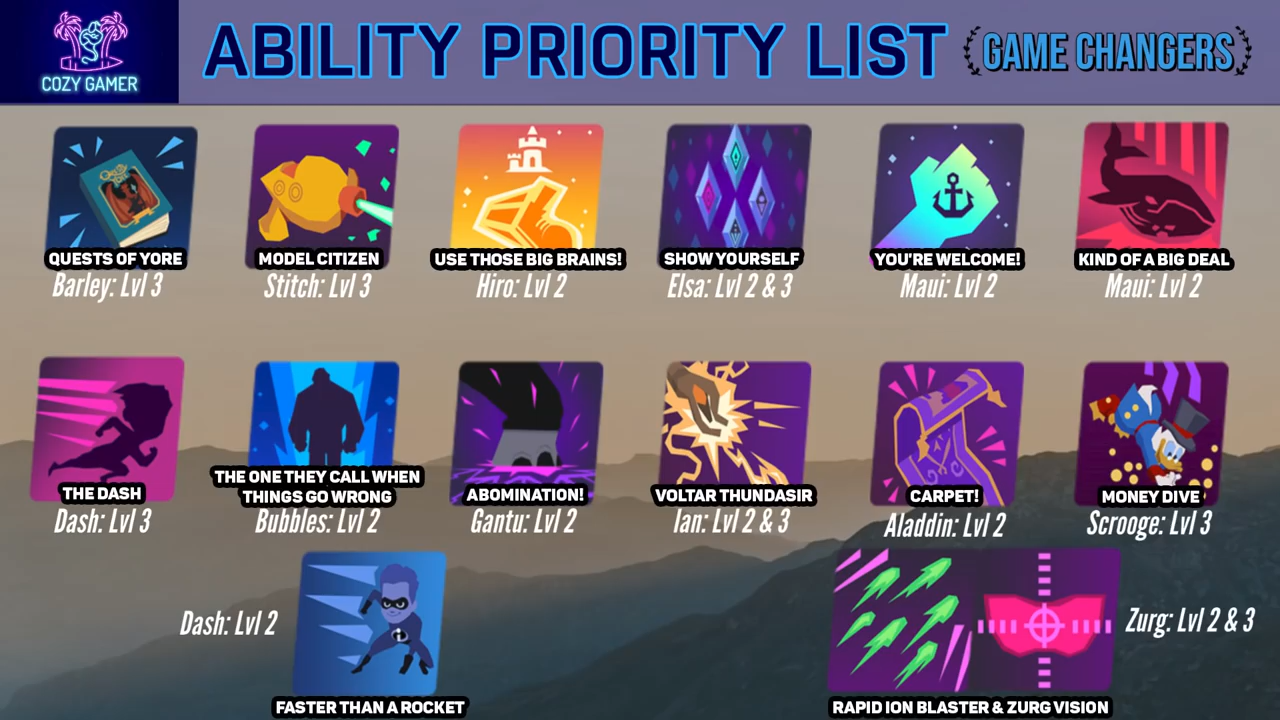 COZY GAMER
ABILITY PRIORITY LIST
GAME CHANGERS
QUESTS OF YORE
MODEL CITIZEN
USE THOSE BIG BRAINS!
SHOW YOURSELF
YOU'RE WELCOME!
KIND OF A BIG DEAL
Barley: Lvl 3
Stitch: Lvl 3
Hiro: Lvl 2
Elsa: Lvl 2 & 3
Maui: Lvl 2
Maui: Lvl 2
THE DASH
THE ONE THEY CALL WHEN
THINGS GO WRONG
ABOMINATION!
VOLTAR THUNDASIR
CARPET!
MONEY DIVE
Dash: Lvl 3
Bubbles: Lvl 2
Gantu: Lvl 2
Ian: Lvl 2 & 3
Aladdin: Lvl 2
Scrooge: Lvl 3
Dash: Lvl 2
Zurg: Lvl 2 & 3
FASTER THAN A ROCKET
RAPID ION BLASTER & ZURG VISION